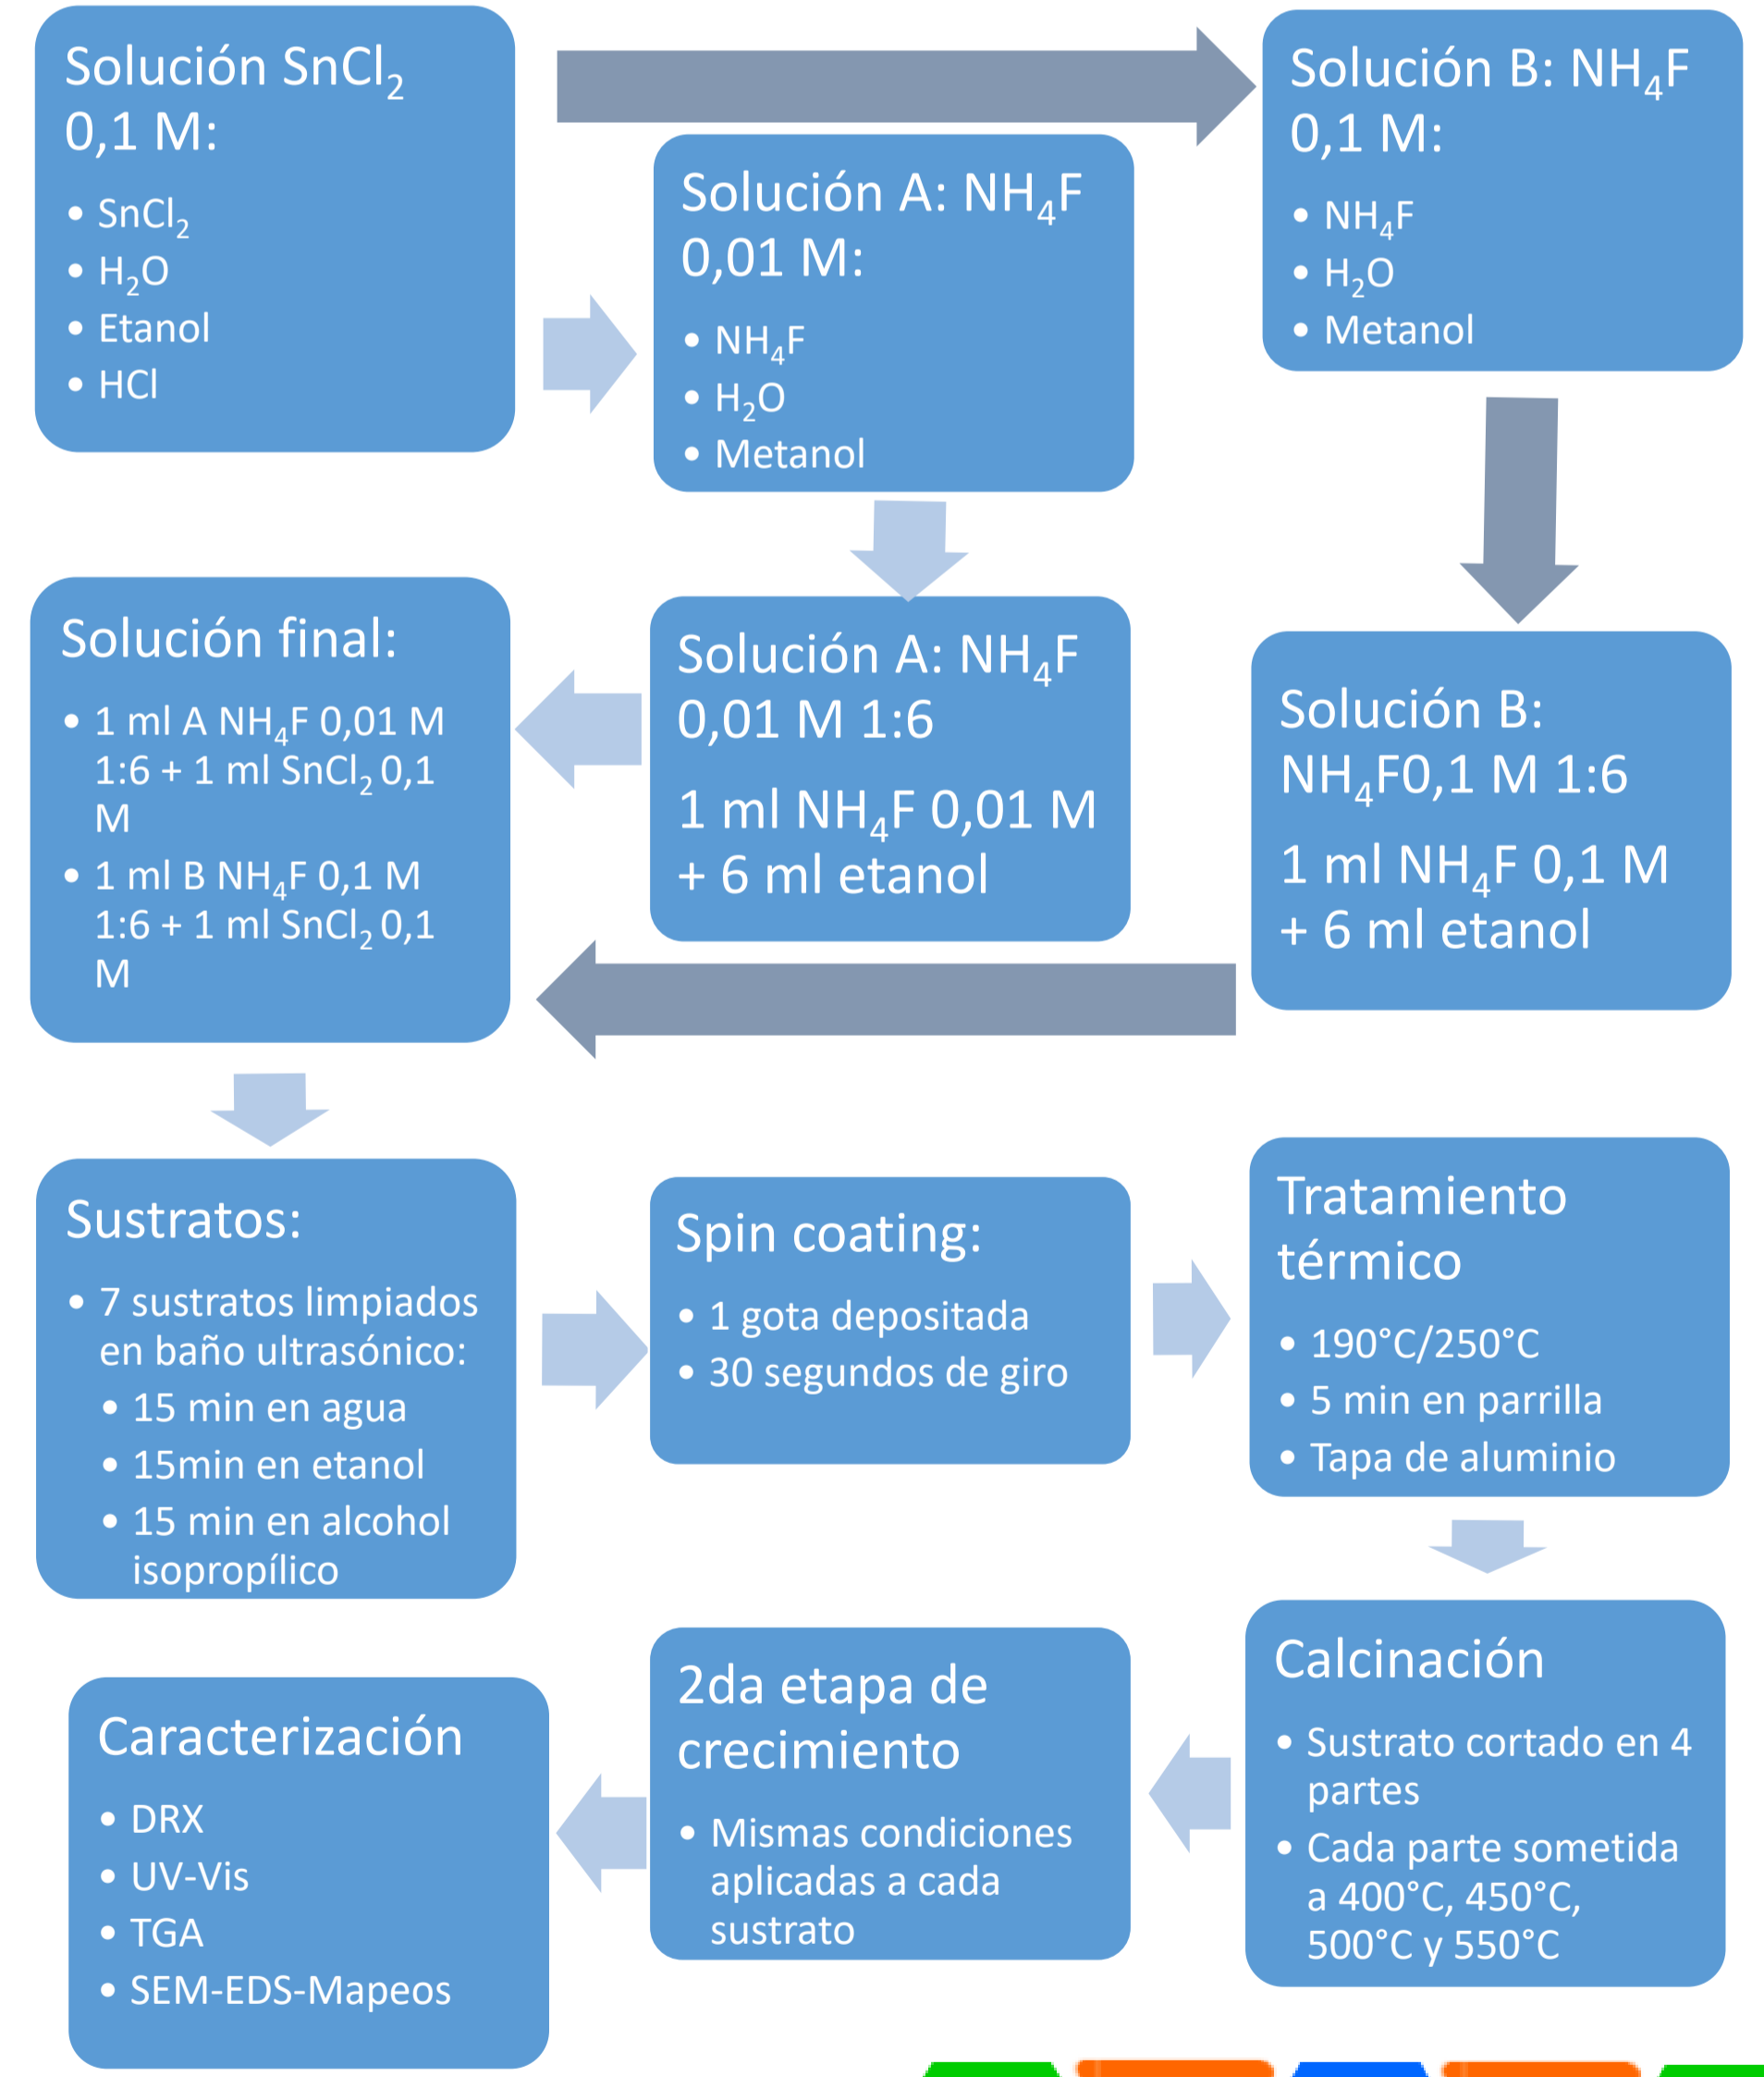 Solución SnCl₂
0,1 M:
• SnCl₂
• H₂O
• Etanol
• HCl
Solución A: NH₄F
0,01 M:
• NH₄F
• H₂O
• Metanol
Solución B: NH₄F
0,1 M:
• NH₄F
• H₂O
• Metanol
Solución final:
• 1 ml A NH₄F 0,01 M
1:6 + 1 ml SnCl₂ 0,1
M
• 1 ml B NH₄F 0,1 M
1:6 + 1 ml SnCl₂ 0,1
M
Solución A: NH₄F
0,01 M 1:6
1 ml NH₄F 0,01 M
+ 6 ml etanol
Solución B:
NH₄F0,1 M 1:6
1 ml NH₄F 0,1 M
+ 6 ml etanol
Sustratos:
• 7 sustratos limpiados
en baño ultrasónico:
• 15 min en agua
• 15min en etanol
• 15 min en alcohol
isopropílico
Spin coating:
• 1 gota depositada
• 30 segundos de giro
Tratamiento
térmico
• 190°C/250°C
• 5 min en parrilla
• Tapa de aluminio
Calcinación
• Sustrato cortado en 4
partes
• Cada parte sometida
a 400°C, 450°C,
500°C y 550°C
2da etapa de
crecimiento
• Mismas condiciones
aplicadas a cada
sustrato
Caracterización
• DRX
• UV-Vis
• TGA
• SEM-EDS-Mapeos